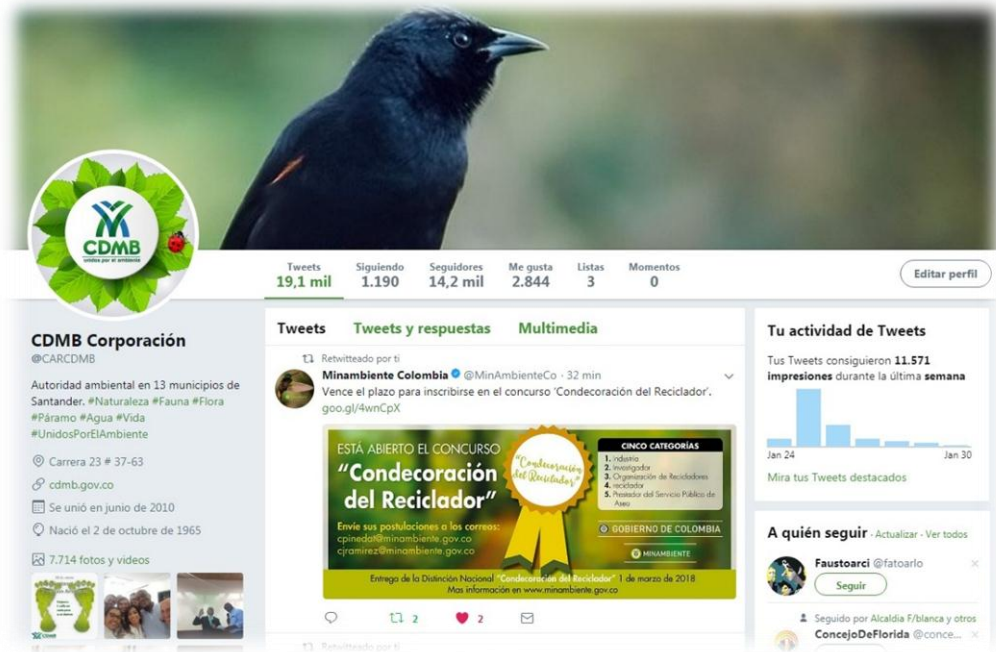 CDMB
unidos por el ambiente
Tweets
19,1 mil
Siguiendo
1.190
Seguidores
14,2 mil
Me gusta
2.844
Listas
3
Momentos
0
Editar perfil
CDMB Corporación
@CARCDMB
Autoridad ambiental en 13 municipios de
Santander. #Naturaleza #Fauna #Flora
#Páramo #Agua #Vida
#UnidosPorElAmbiente
Carrera 23 # 37-63
cdmb.gov.co
Se unió en junio de 2010
Nació el 2 de octubre de 1965
7.714 fotos y videos
CDMB
Tweets Tweets y respuestas Multimedia
Retwitteado por ti
Minambiente Colombia @MinAmbienteCo · 32 min
Vence el plazo para inscribirse en el concurso 'Condecoración del Reciclador'.
goo.gl/4wnCpX
ESTÁ ABIERTO EL CONCURSO
"Condecoración
del Reciclador"
Envíe sus postulaciones a los correos:
cpinedat@minambiente.gov.co
cjramirez@minambiente.gov.co
"Condecoración
del Reciclador"
CINCO CATEGORÍAS
1. industria
2. Investigador
3. Organización de Recicladores
4. reciclador
5. Prestador del Servicio Público de
Aseo
GOBIERNO DE COLOMBIA
MINAMBIENTE
Entrega de la Distinción Nacional "Condecoración del Reciclador" 1 de marzo de 2018
Mas información en www.minambiente.gov.co
2
2
Retwitteado por ti
Tu actividad de Tweets
Tus Tweets consiguieron 11.571
impresiones durante la última semana
Jan 24
Jan 30
Mira tus Tweets destacados
A quién seguir · Actualizar · Ver todos
Faustoarci @fatoarlo
Seguir
Seguido por Alcaldia F/blanca y otros
ConcejoDeFlorida @conce...